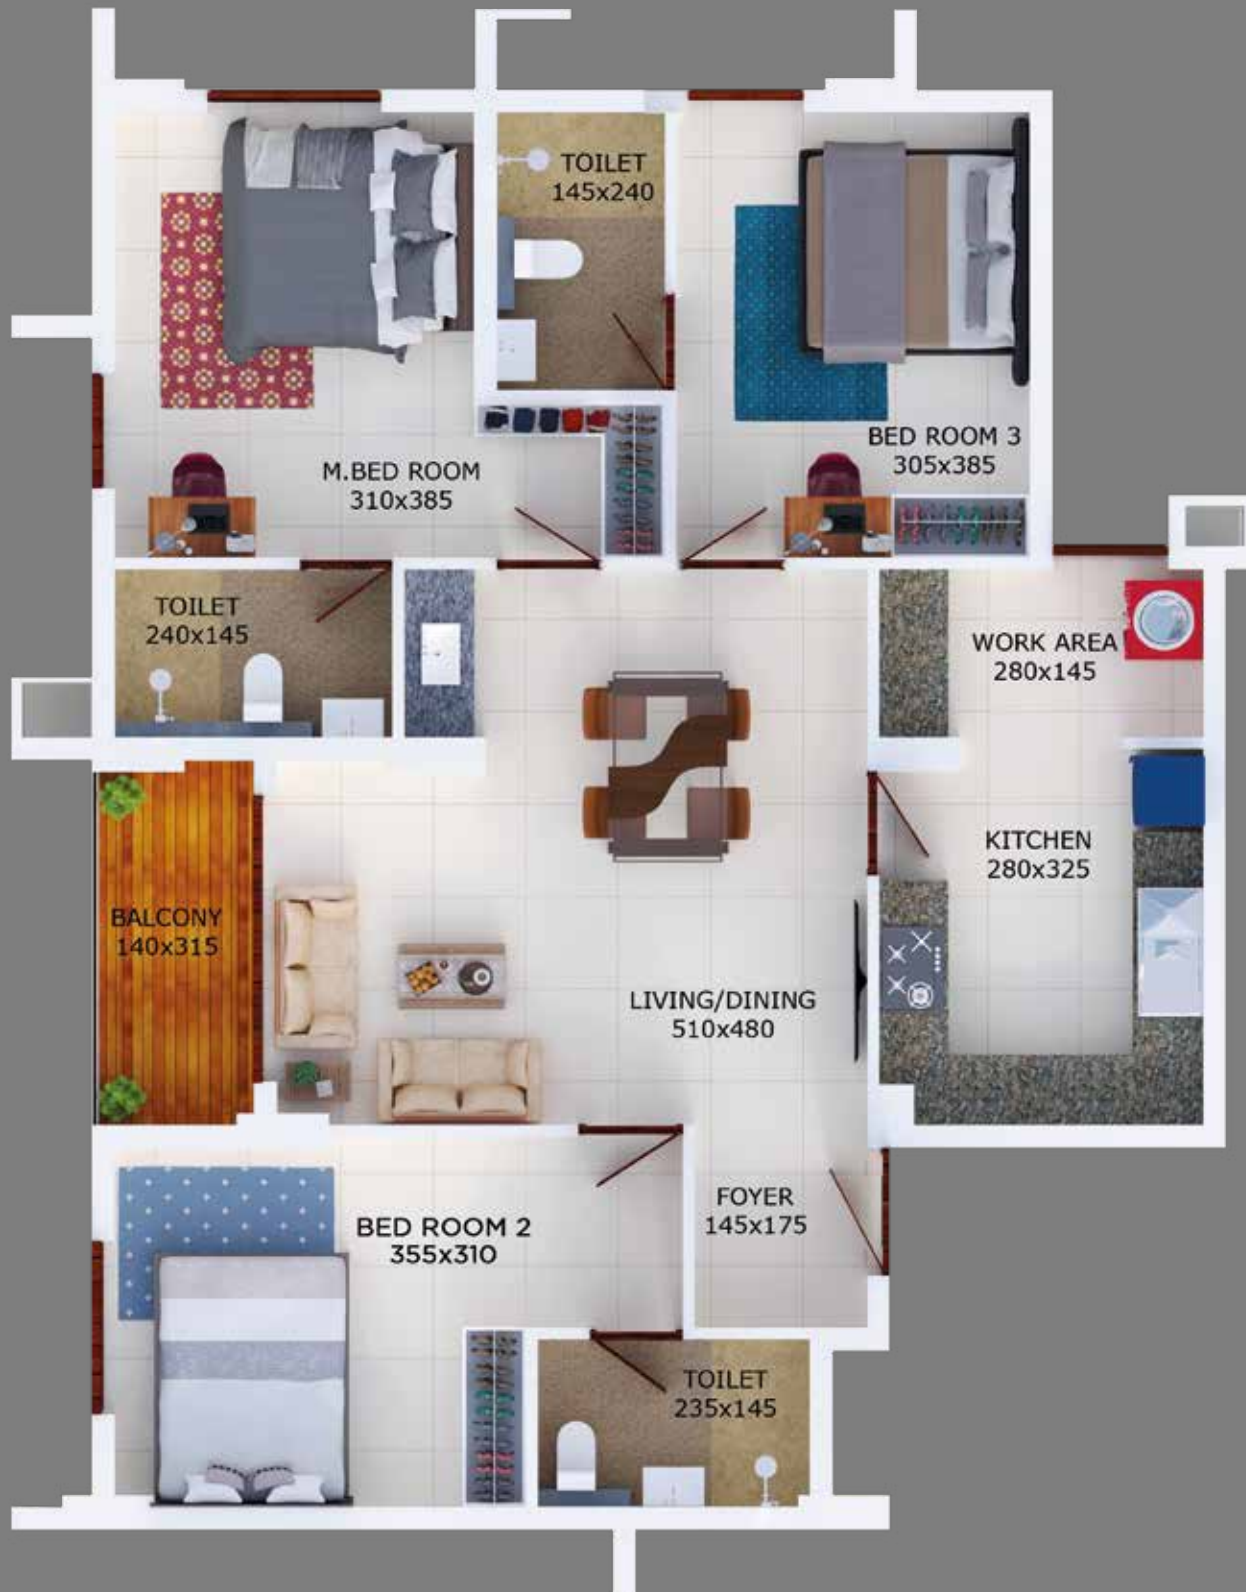 TOILET
145x240
BED ROOM 3
305x385
M.BED ROOM
310x385
TOILET
240x145
WORK AREA
280x145
KITCHEN
280x325
BALCONY
140x315
LIVING/DINING
510x480
FOYER
145x175
BED ROOM 2
355x310
TOILET
235x145